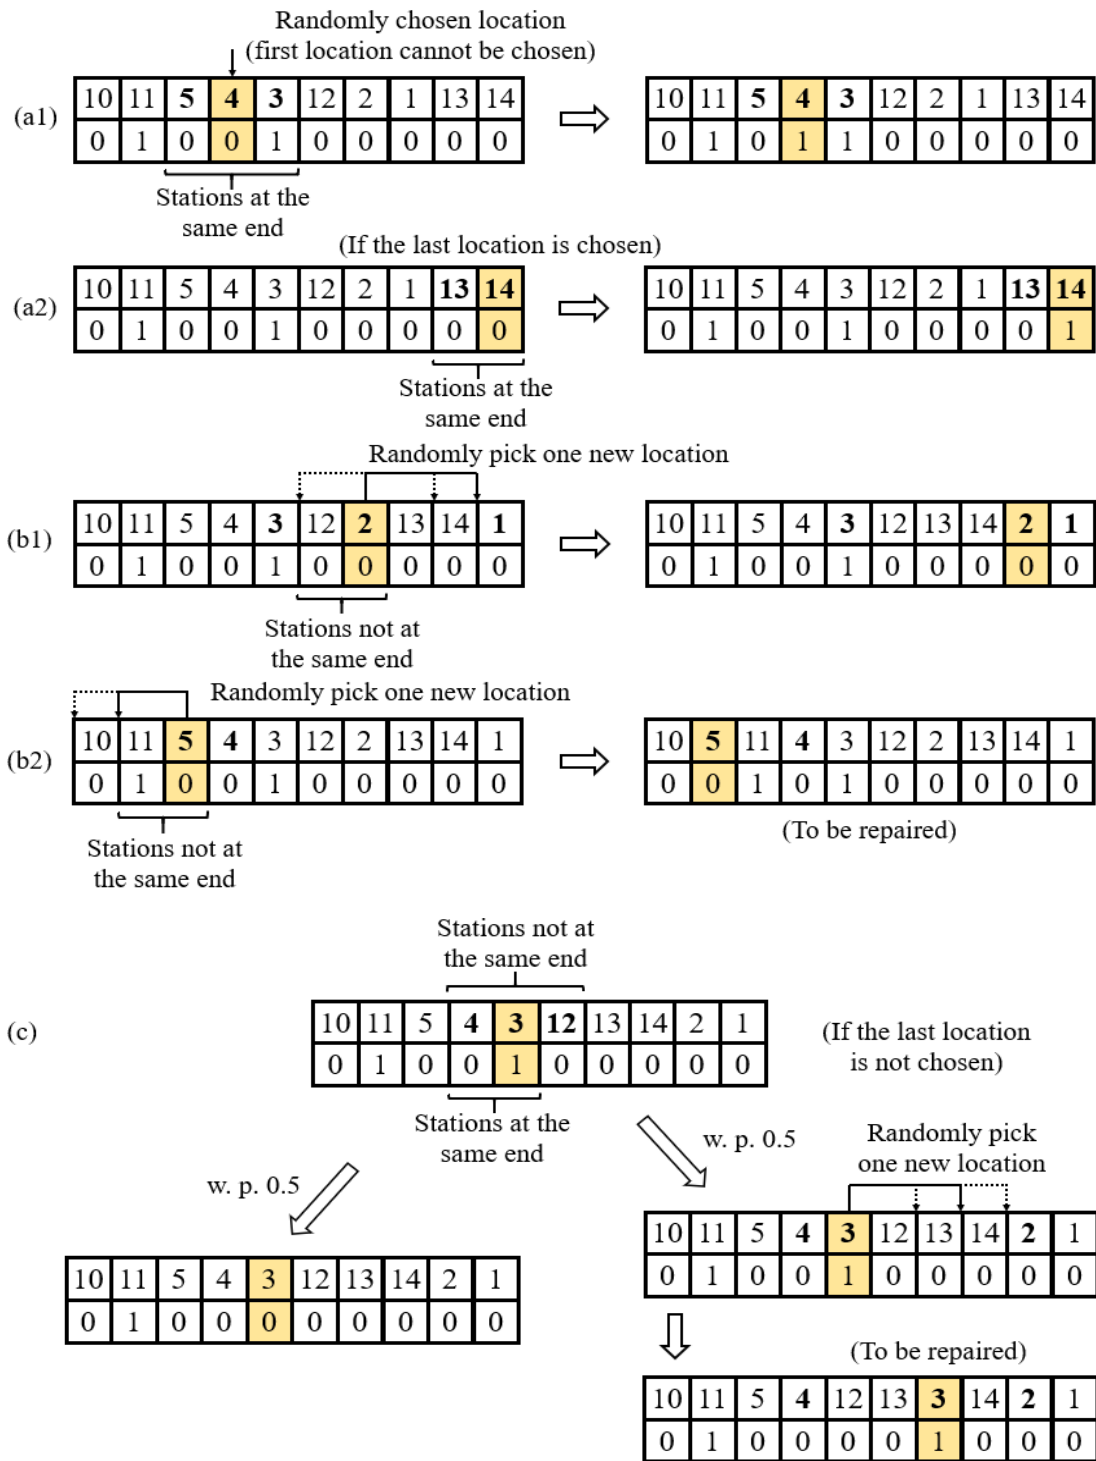 Randomly chosen location
(first location cannot be chosen)
(a1)
10 11 5 4 3 12 2 1 13 14
0 1 0 0 1 0 0 0 0 0
10 11 5 4 3 12 2 1 13 14
0 1 0 1 1 0 0 0 0 0
Stations at the
same end
(If the last location is chosen)
(a2)
10 11 5 4 3 12 2 1 13 14
0 1 0 0 1 0 0 0 0 0
10 11 5 4 3 12 2 1 13 14
0 1 0 0 1 0 0 0 0 1
Stations at the
same end
Randomly pick one new location
(b1)
10 11 5 4 3 12 2 13 14 1
0 1 0 0 1 0 0 0 0 0
10 11 5 4 3 12 13 14 2 1
0 1 0 0 1 0 0 0 0 0
Stations not at
the same end
Randomly pick one new location
(b2)
10 11 5 4 3 12 2 13 14 1
0 1 0 0 1 0 0 0 0 0
10 5 11 4 3 12 2 13 14 1
0 0 1 0 1 0 0 0 0 0
(To be repaired)
Stations not at
the same end
Stations not at
the same end
(c)
10 11 5 4 3 12 13 14 2 1
0 1 0 0 1 0 0 0 0 0
(If the last location
is not chosen)
Stations at the
same end
w. p. 0.5
10 11 5 4 3 12 13 14 2 1
0 1 0 0 0 0 0 0 0 0
w. p. 0.5
Randomly pick
one new location
10 11 5 4 3 12 13 14 2 1
0 1 0 0 1 0 0 0 0 0
(To be repaired)
10 11 5 4 12 13 3 14 2 1
0 1 0 0 0 0 1 0 0 0